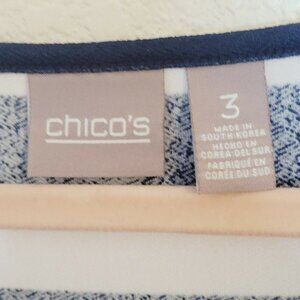 chico's
3
MADE IN
SOUTH KOREA
HECHO EN
COREA DEL SUR
FABRIQUÉ EN
CORÉE DU SUD